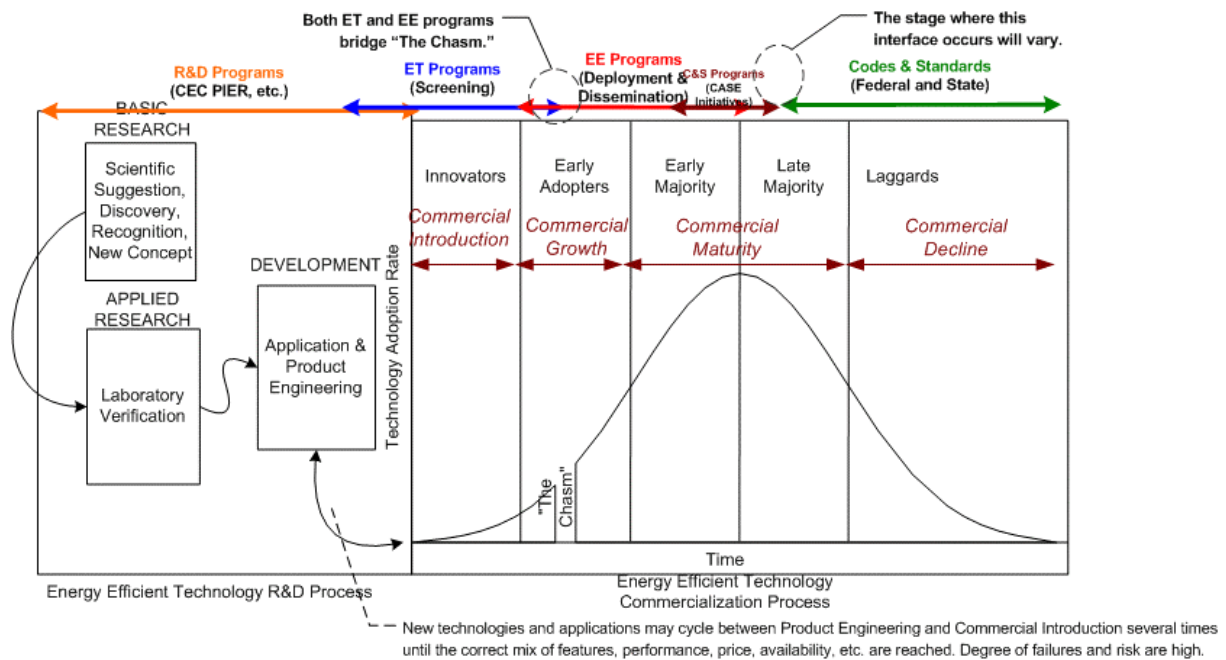 Both ET and EE programs
bridge “The Chasm.”
The stage where this
interface occurs will vary.
R&D Programs
(CEC PIER, etc.)
ET Programs
(Screening)
EE Programs
(Deployment &
Dissemination)
C&S Programs
(CASE
Initiatives)
Codes & Standards
(Federal and State)
BASIC
RESEARCH
Scientific
Suggestion,
Discovery,
Recognition,
New Concept
APPLIED
RESEARCH
Laboratory
Verification
DEVELOPMENT
Application &
Product
Engineering
Technology Adoption Rate
Innovators
Early
Adopters
Early
Majority
Late
Majority
Laggards
Commercial
Introduction
Commercial
Growth
Commercial
Maturity
Commercial
Decline
"The
Chasm"
Time
Energy Efficient Technology R&D Process
Energy Efficient Technology
Commercialization Process
New technologies and applications may cycle between Product Engineering and Commercial Introduction several times
until the correct mix of features, performance, price, availability, etc. are reached. Degree of failures and risk are high.